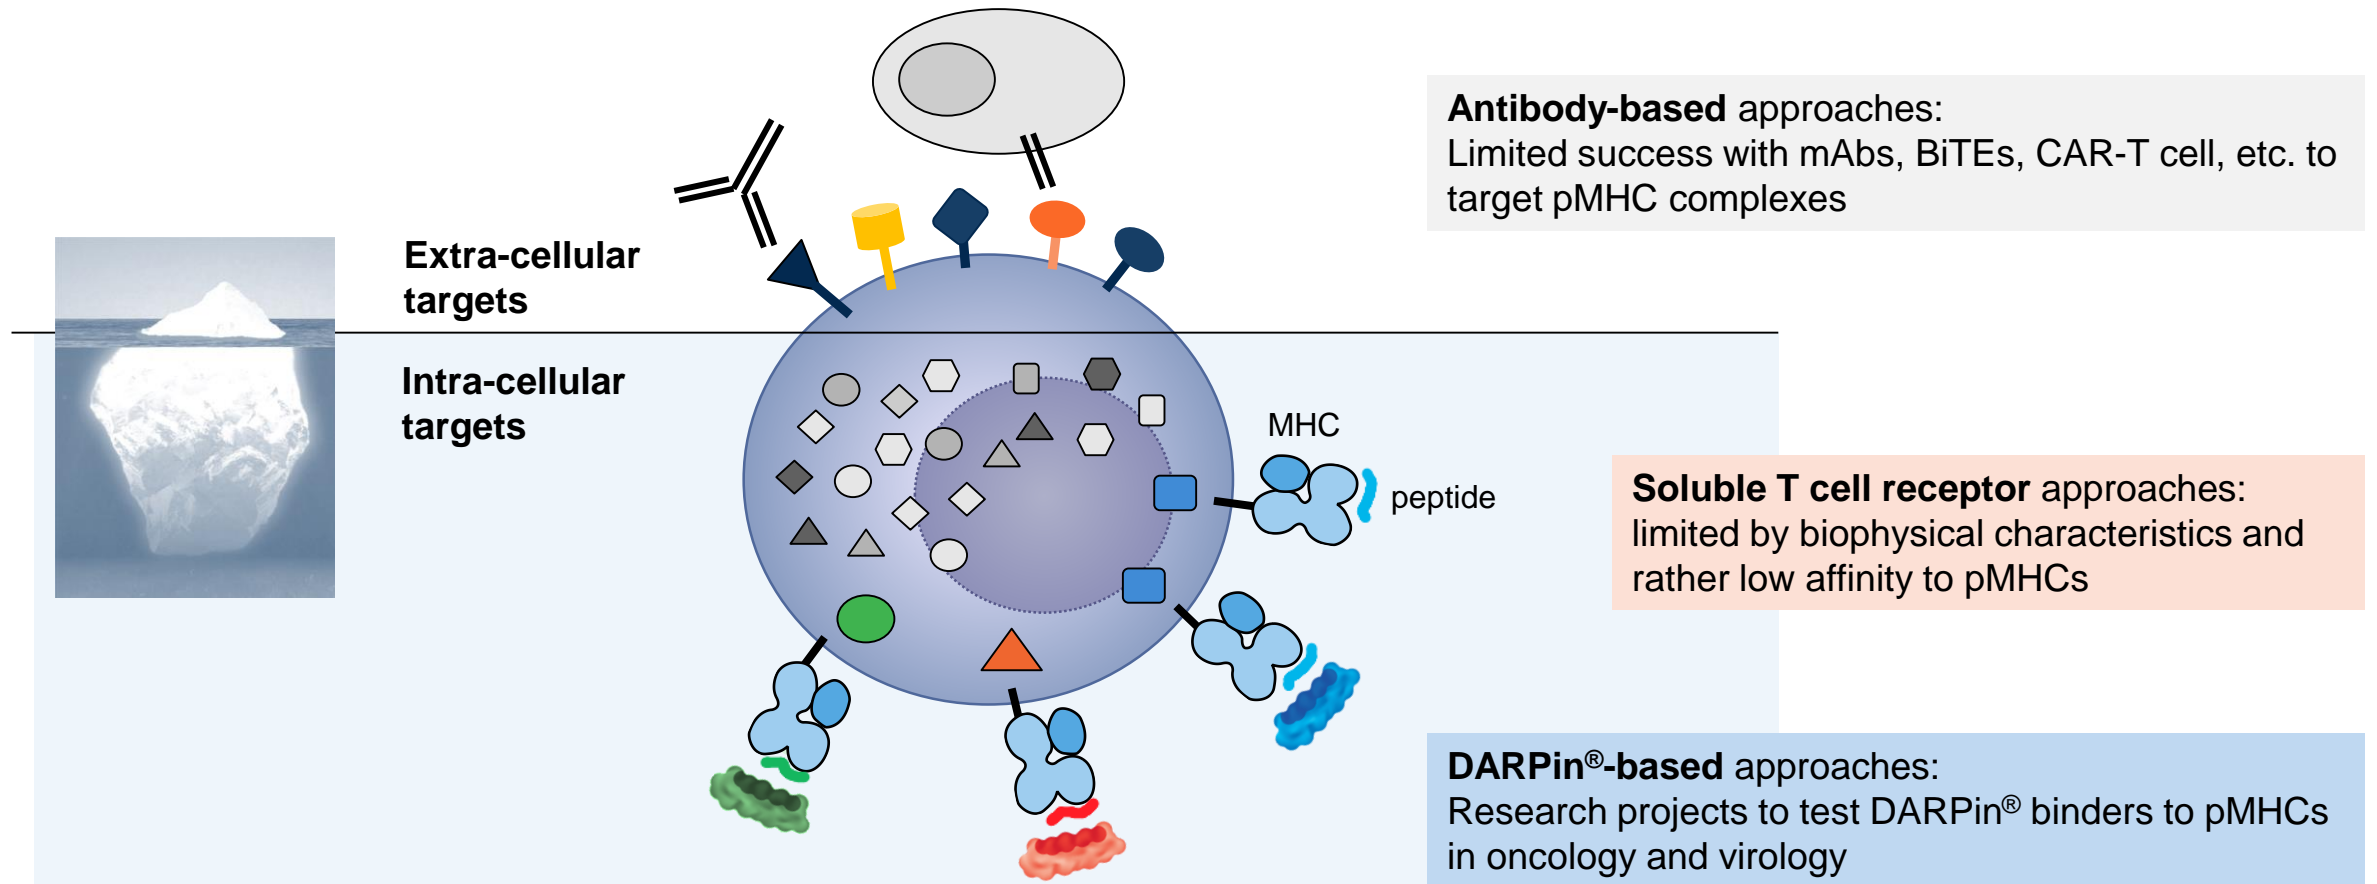 Antibody-based approaches:
Limited success with mAbs, BiTEs, CAR-T cell, etc. to
target pMHC complexes
Extra-cellular
targets
Intra-cellular
targets
MHC
peptide
Soluble T cell receptor approaches:
limited by biophysical characteristics and
rather low affinity to pMHCs
DARPin®-based approaches:
Research projects to test DARPin® binders to pMHCs
in oncology and virology